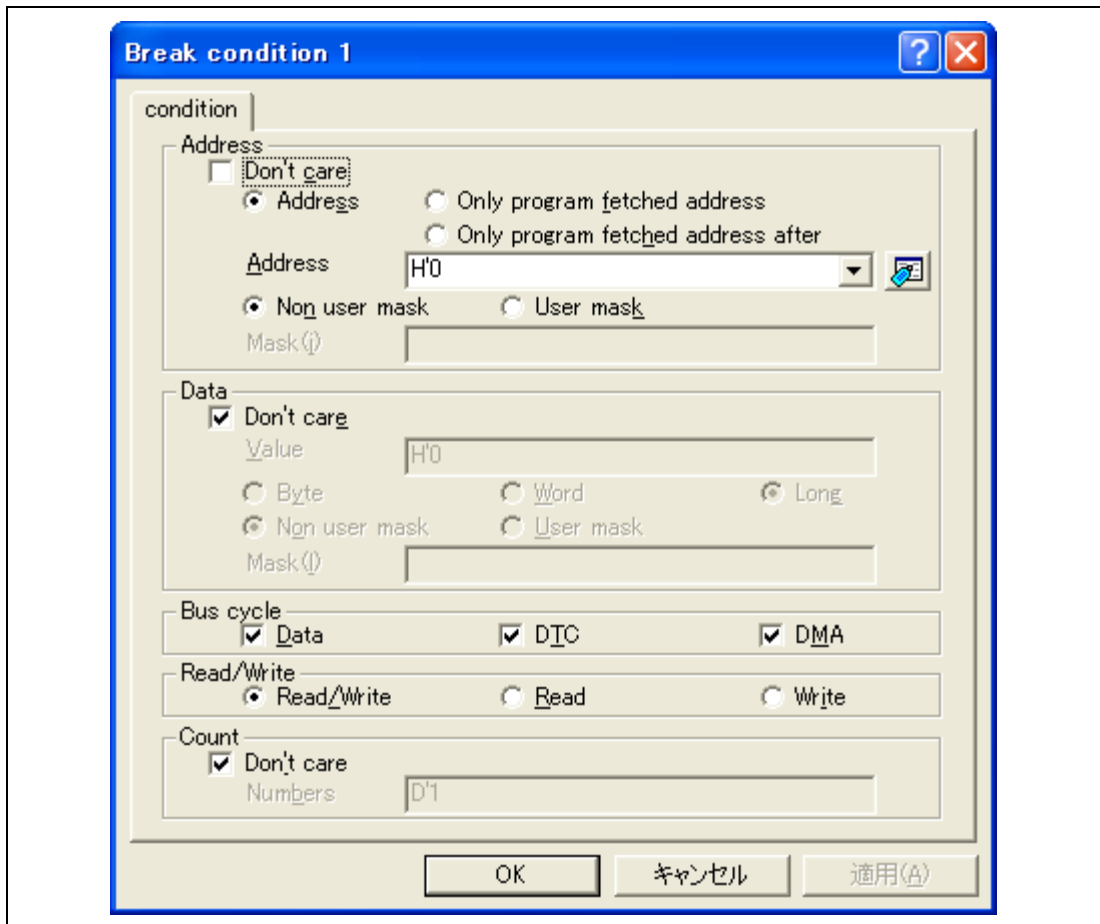 Break condition 1
condition
Address
Don't care
Address Only program fetched address
Only program fetched address after
Address H'0
Non user mask User mask
Mask(j)
Data
Don't care
Value H'0
Byte Word Long
Non user mask User mask
Mask(l)
Bus cycle
Data DTC DMA
Read/Write
Read/Write Read Write
Count
Don't care
Numbers D'1
OK キャンセル 適用(A)